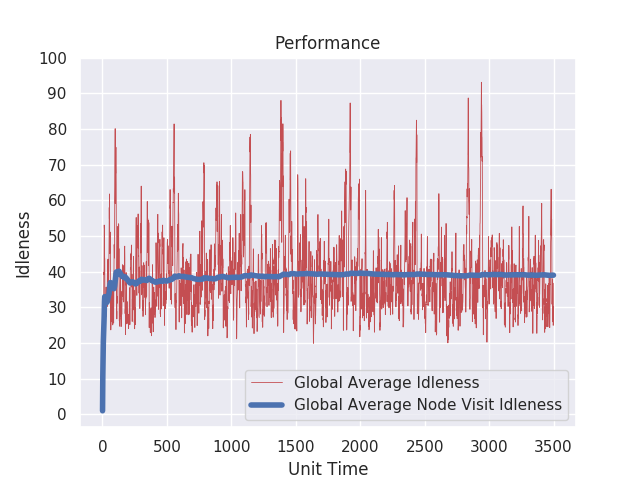 Performance
100
90
80
70
60
50
40
30
20
10
0
Idleness
Global Average Idleness
Global Average Node Visit Idleness
0 500 1000 1500 2000 2500 3000 3500
Unit Time